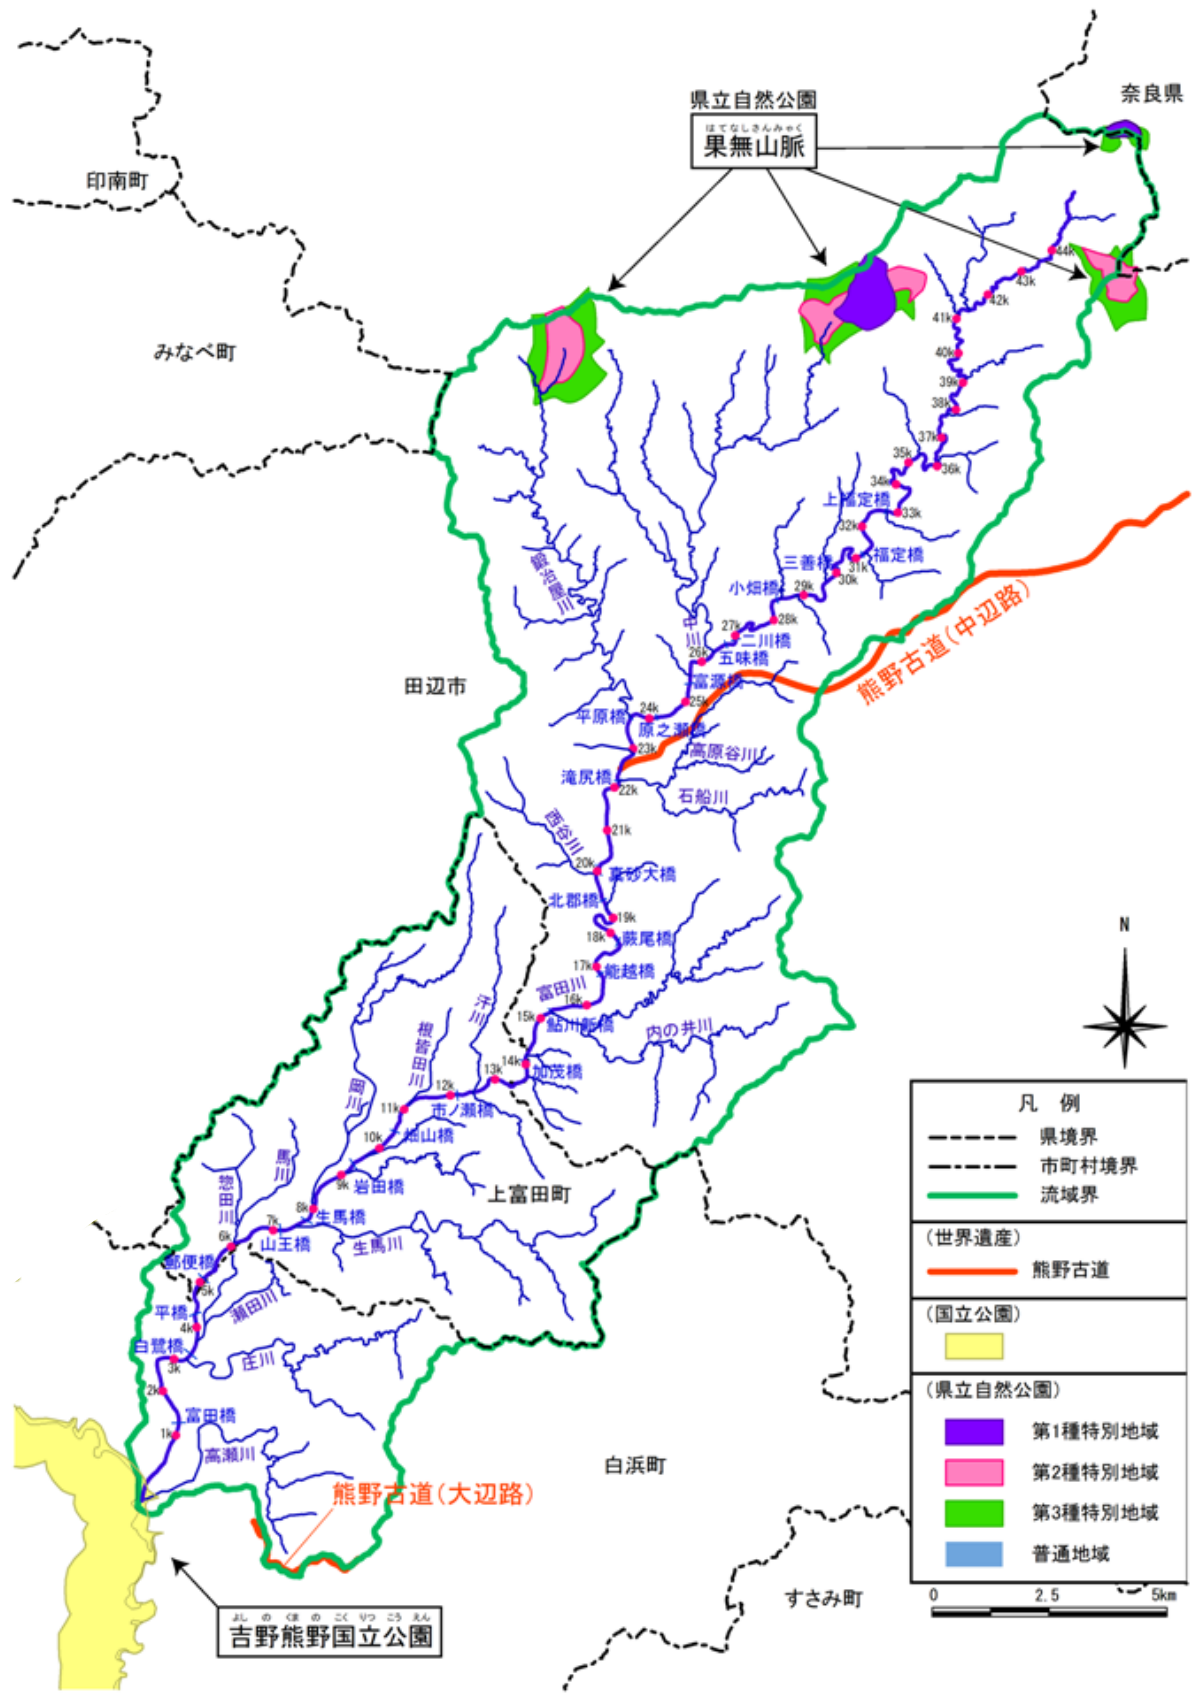 奈良県
県立自然公園
はてなしさんみゃく
果無山脈
印南町
みなべ町
44k
43k
42k
41k
40k
39k
38k
37k
36k
35k
34k
上福定橋
33k
32k
福定橋
31k
三善橋
30k
鍛治屋川
小畑橋
29k
28k
27k
二川橋
中川
26k
五味橋
熊野古道(中辺路)
富源橋
田辺市
25k
24k
平原橋
原之瀬橋
23k
高原谷川
滝尻橋
22k
石船川
21k
西谷川
20k
真砂大橋
北郡橋
19k
18k
蕨尾橋
17k
能越橋
富田川
16k
汗川
15k
鮎川新橋
内の井川
根皆田川
14k
加茂橋
13k
岡川
12k
市ノ瀬橋
11k
10k
畑山橋
馬川
9k
岩田橋
惣田川
上富田町
8k
生馬橋
7k
山王橋
生馬川
6k
郵便橋
5k
瀬田川
平橋
4k
白鷺橋
3k
庄川
2k
富田橋
1k
高瀬川
白浜町
熊野古道(大辺路)
すさみ町
よしのくまのこくりつこうえん
吉野熊野国立公園
N
凡 例
県境界
市町村境界
流域界
(世界遺産)
熊野古道
(国立公園)
(県立自然公園)
第1種特別地域
第2種特別地域
第3種特別地域
普通地域
0 2.5 5km